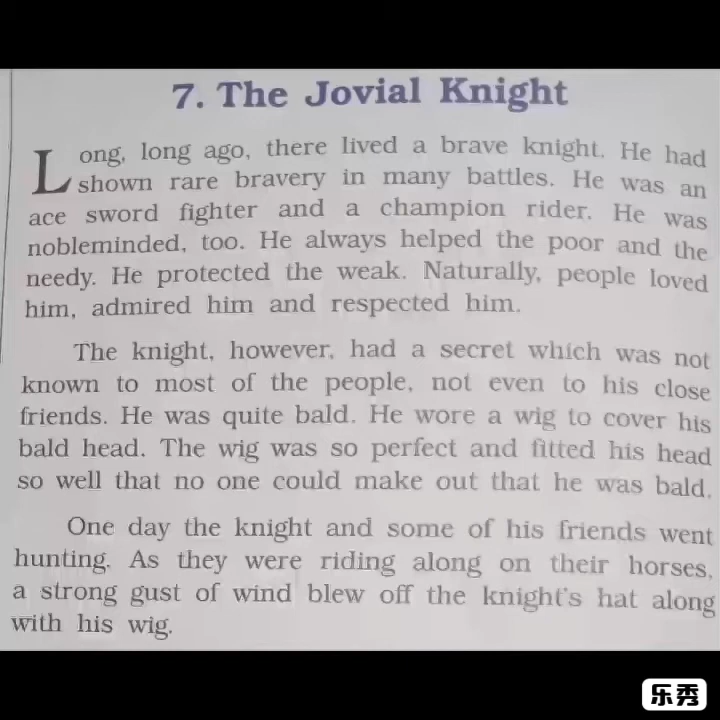 7. The Jovial Knight
Long, long ago, there lived a brave knight. He had
shown rare bravery in many battles. He was an
ace sword fighter and a champion rider. He was
nobleminded, too. He always helped the poor and the
needy. He protected the weak. Naturally, people loved
him, admired him and respected him.
The knight, however, had a secret which was not
known to most of the people, not even to his close
friends. He was quite bald. He wore a wig to cover his
bald head. The wig was so perfect and fitted his head
so well that no one could make out that he was bald.
One day the knight and some of his friends went
hunting. As they were riding along on their horses,
a strong gust of wind blew off the knight's hat along
with his wig.
乐秀